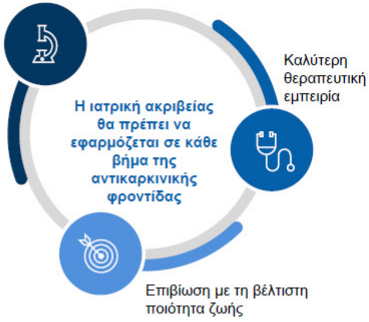 Καλύτερη
θεραπευτική
εμπειρία
Η ιατρική ακριβείας
θα πρέπει να
εφαρμόζεται σε κάθε
βήμα της
αντικαρκινικής
φροντίδας
Επιβίωση με τη βέλτιστη
ποιότητα ζωής